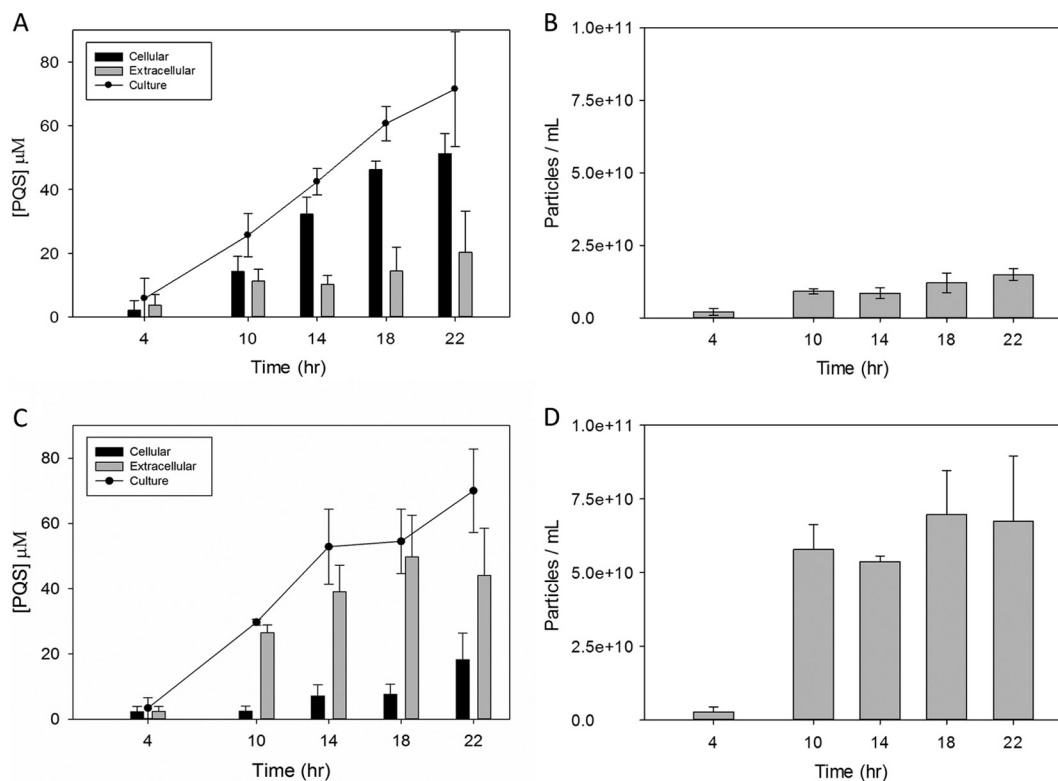 A
Cellular
Extracellular
Culture
[PQS] µM
80
60
40
20
0
4 10 14 18 22
Time (hr)
B
Particles / mL
1.0e+11
7.5e+10
5.0e+10
2.5e+10
0.0
4 10 14 18 22
Time (hr)
C
Cellular
Extracellular
Culture
[PQS] µM
80
60
40
20
0
4 10 14 18 22
Time (hr)
D
Particles / mL
1.0e+11
7.5e+10
5.0e+10
2.5e+10
0.0
4 10 14 18 22
Time (hr)